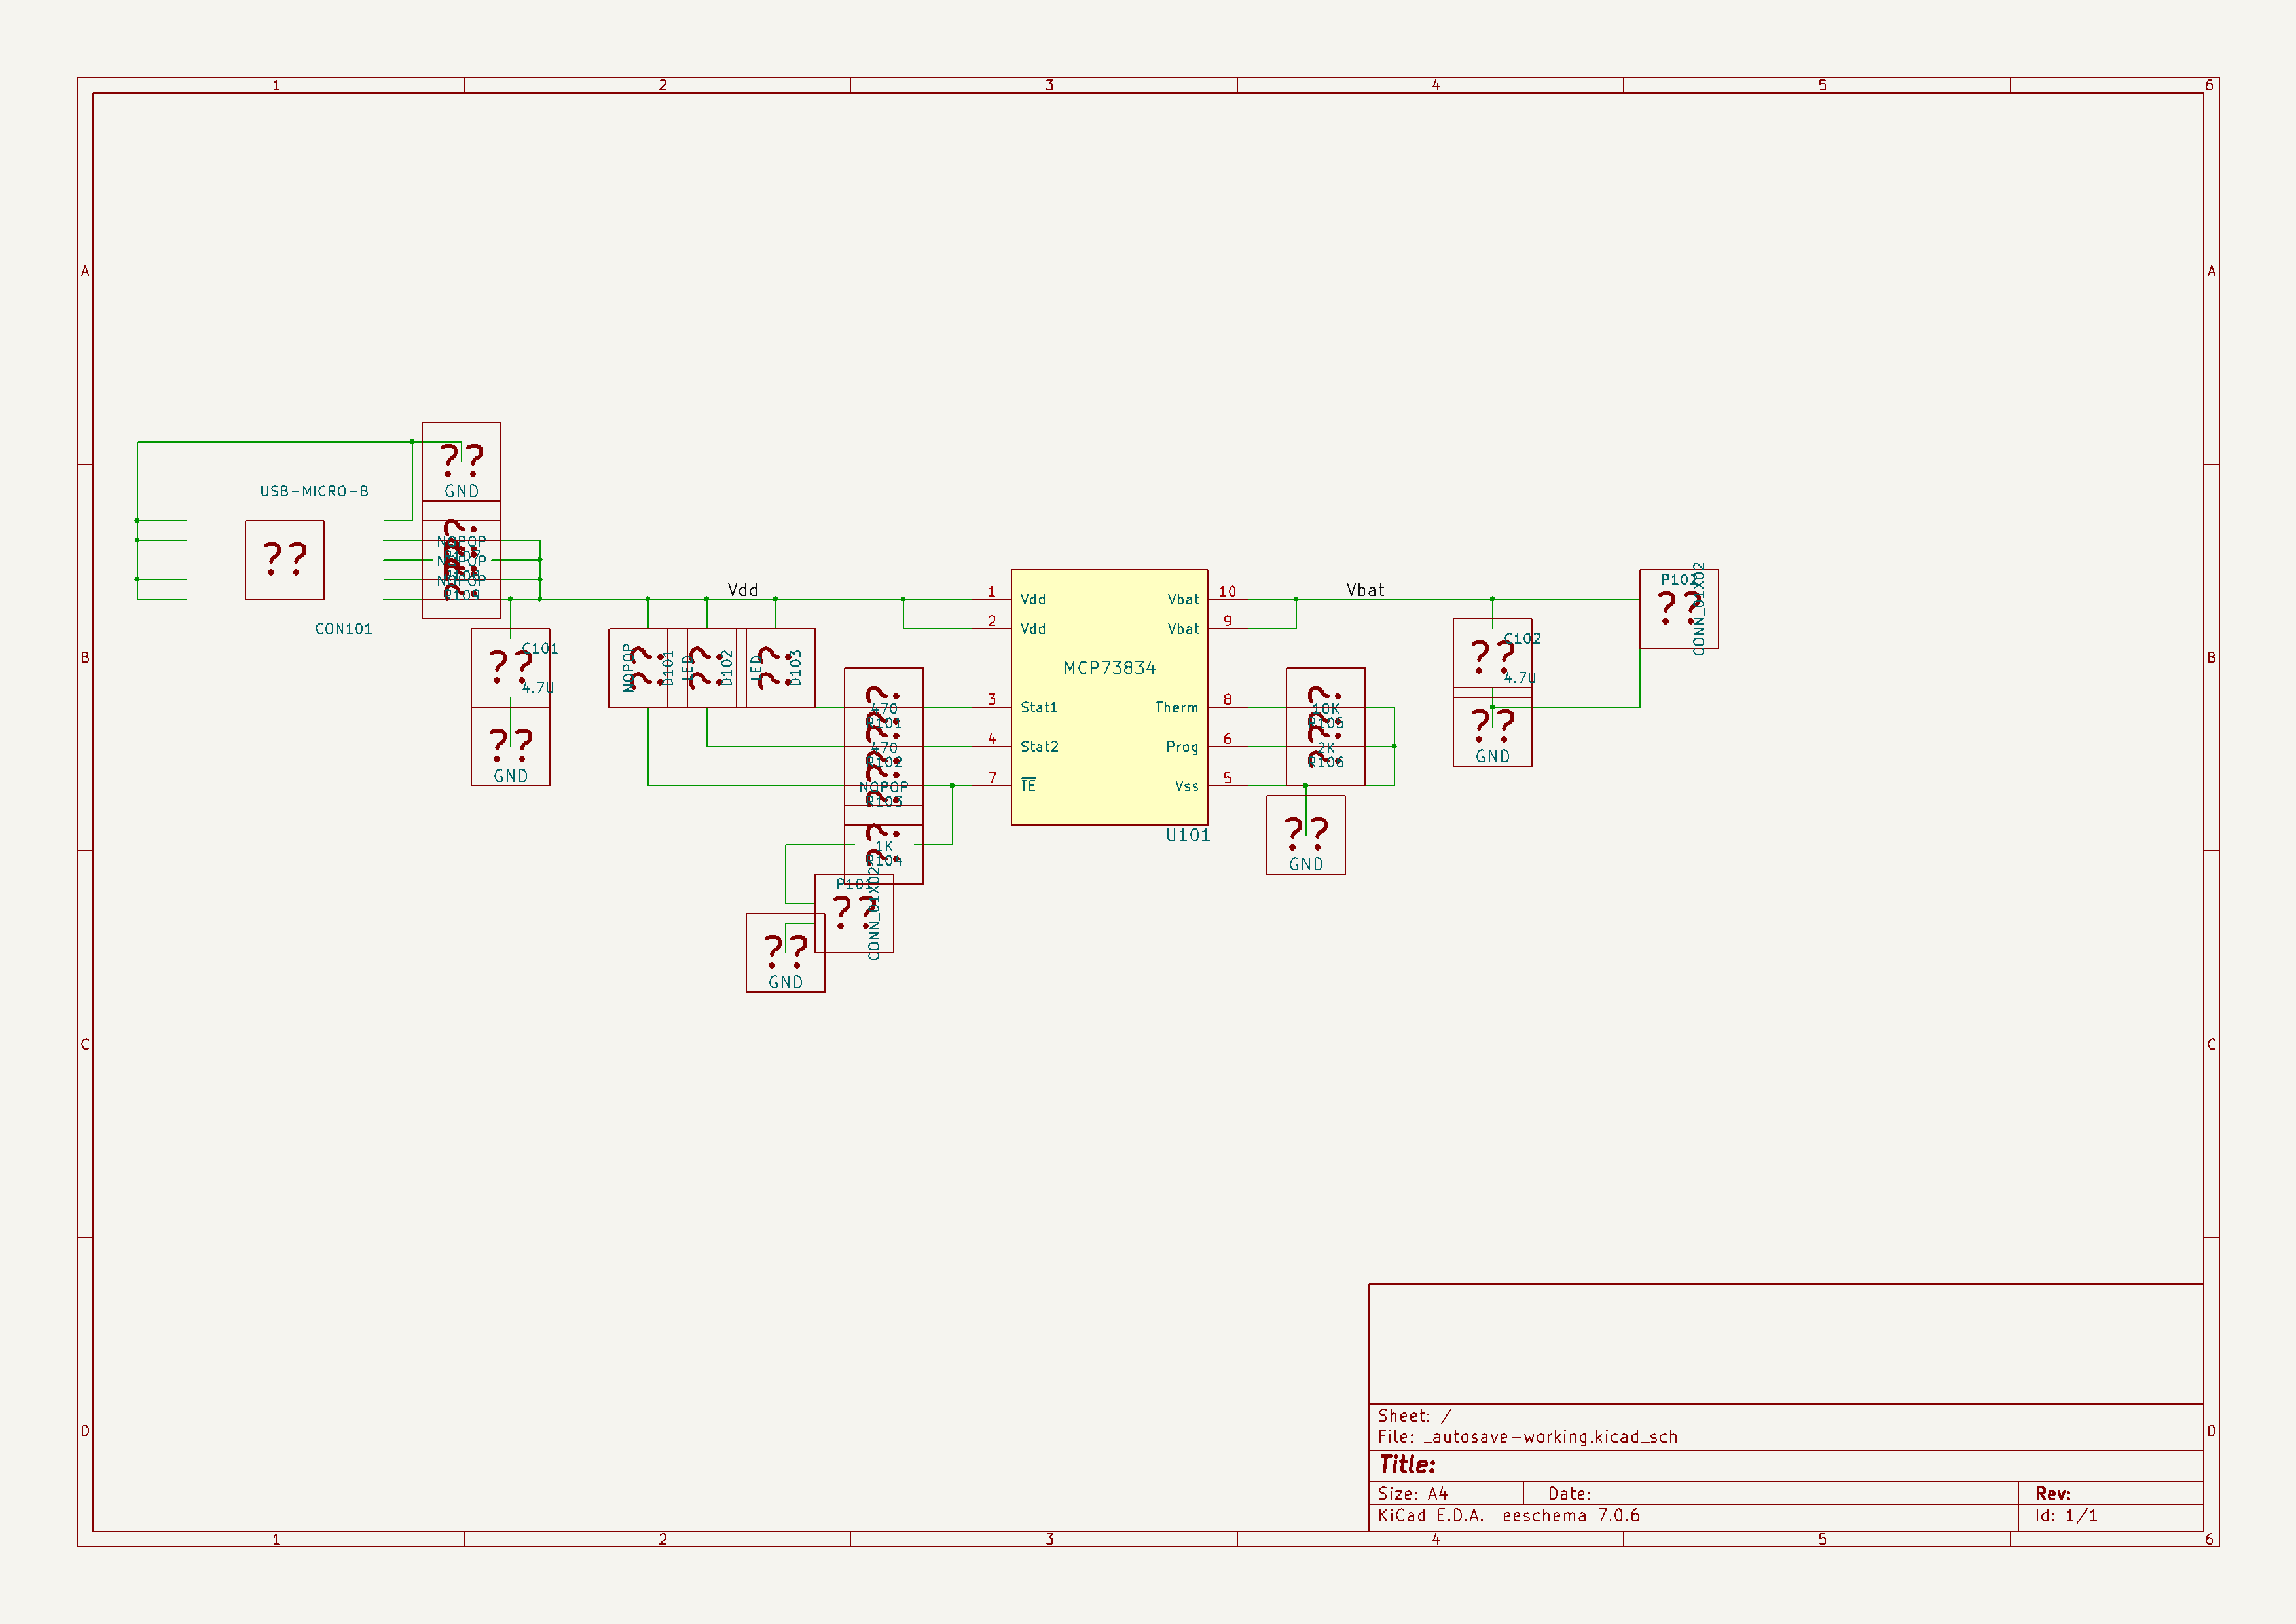 1 2 3 4 5 6
A A
??
GND
USB-MICRO-B
??
CON101
??
NOPOP
??
NOPOP
??
NOPOP
R109
??
C101
4.7U
??
GND
Vdd
??
NOPOP
D101
??
LED
D102
??
LED
D103
??
470
R101
??
470
R102
??
NOPOP
R103
??
1K
R104
P101
??
CONN_01X02
??
GND
1 Vdd
2 Vdd
3 Stat1
4 Stat2
7 TE
MCP73834
10 Vbat
9 Vbat
8 Therm
6 Prog
5 Vss
U101
Vbat
??
10K
R105
??
2K
R106
??
GND
??
C102
4.7U
??
GND
P102
??
CONN_01X02
B B
C C
D D
Sheet: /
File: _autosave-working.kicad_sch
Title:
Size: A4 Date: Rev:
KiCad E.D.A. eeschema 7.0.6 Id: 1/1
1 2 3 4 5 6